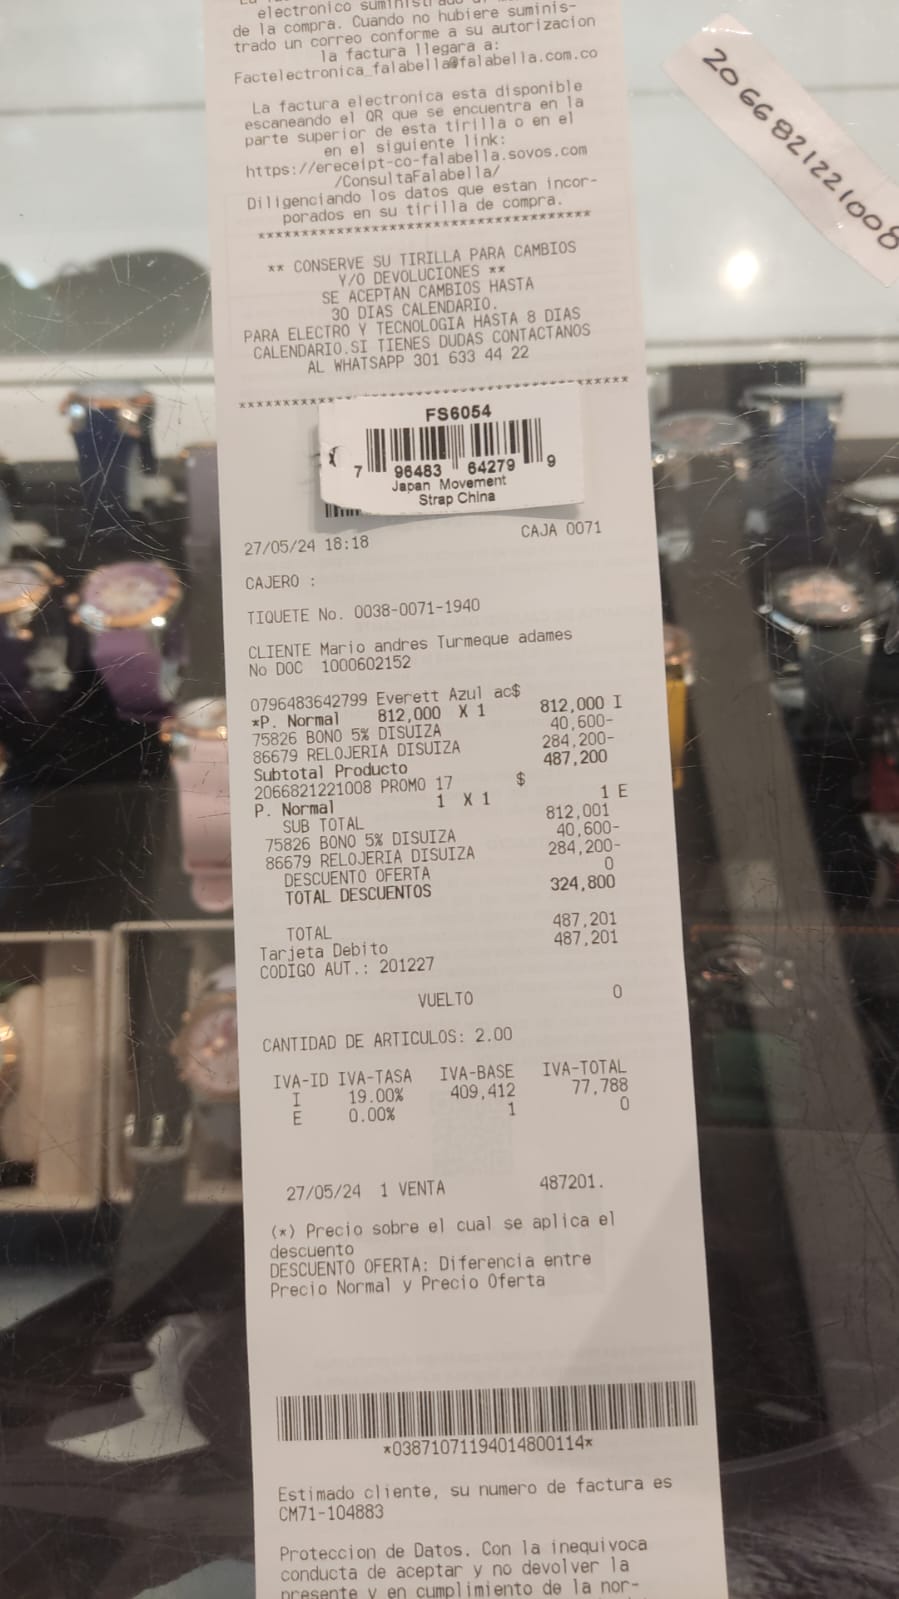 electronico suministrado
de la compra. Cuando no hubiere suminis-
trado un correo conforme a su autorizacion
la factura llegara a:
Factelectronica_falabella@falabella.com.co
La factura electronica esta disponible
escaneando el QR que se encuentra en la
parte superior de esta tirilla o en el
en el siguiente link:
https://ereceipt-co-falabella.sovos.com
/ConsultaFalabella/
Diligenciando los datos que estan incor-
porados en su tirilla de compra.
2066821221008
** CONSERVE SU TIRILLA PARA CAMBIOS
Y/O DEVOLUCIONES **
SE ACEPTAN CAMBIOS HASTA
30 DIAS CALENDARIO.
PARA ELECTRO Y TECNOLOGIA HASTA 8 DIAS
CALENDARIO.SI TIENES DUDAS CONTACTANOS
AL WHATSAPP 301 633 44 22
FS6054
7 96483 64279 9
Japan Movement
Strap China
27/05/24 18:18 CAJA 0071
CAJERO :
TIQUETE No. 0038-0071-1940
CLIENTE Mario andres Turmeque adames
No DOC 1000602152
0796483642799 Everett Azul ac$
*P. Normal 812,000 X 1 812,000 I
75826 BONO 5% DISUIZA 40,600-
86679 RELOJERIA DISUIZA 284,200-
Subtotal Producto 487,200
2066821221008 PROMO 17 $
P. Normal 1 X 1 1 E
SUB TOTAL 812,001
75826 BONO 5% DISUIZA 40,600-
86679 RELOJERIA DISUIZA 284,200-
DESCUENTO OFERTA 0
TOTAL DESCUENTOS 324,800
TOTAL 487,201
Tarjeta Debito 487,201
CODIGO AUT.: 201227
VUELTO 0
CANTIDAD DE ARTICULOS: 2.00
IVA-ID IVA-TASA IVA-BASE IVA-TOTAL
I 19.00% 409,412 77,788
E 0.00% 1 0
27/05/24 1 VENTA 487201.
(*) Precio sobre el cual se aplica el
descuento
DESCUENTO OFERTA: Diferencia entre
Precio Normal y Precio Oferta
*03871071194014800114*
Estimado cliente, su numero de factura es
CM71-104883
Proteccion de Datos. Con la inequivoca
conducta de aceptar y no devolver la
presente y en cumplimiento de la nor-